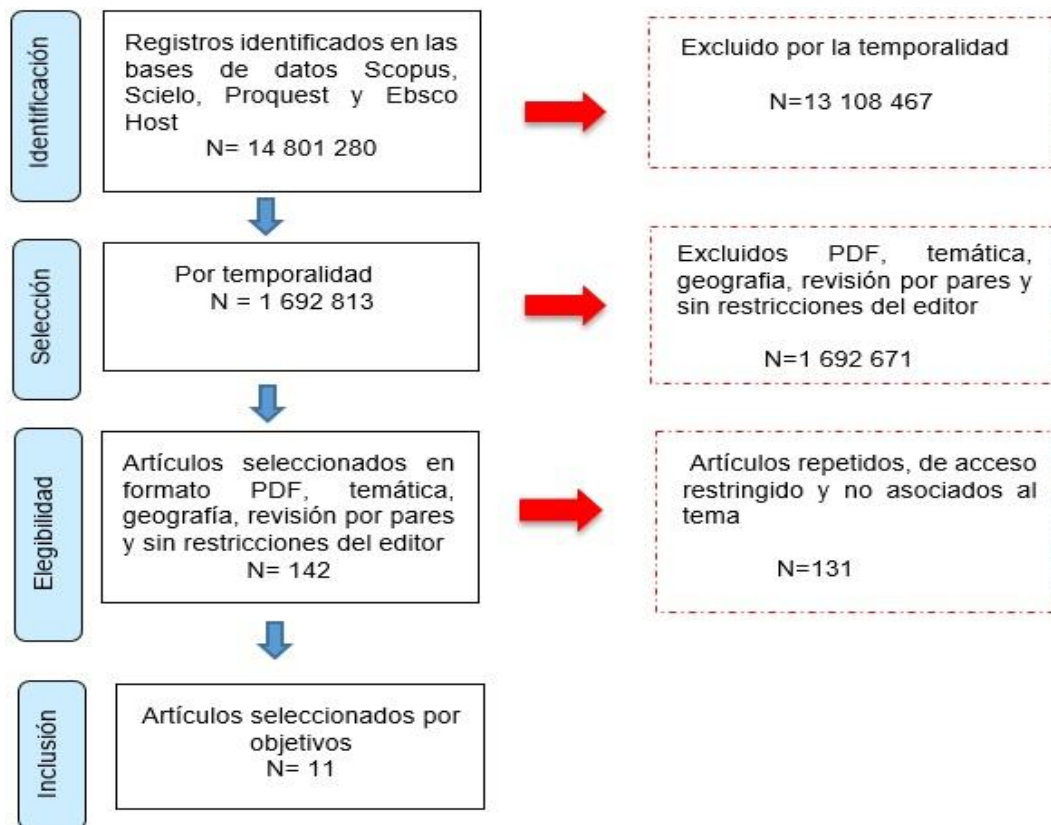 Identificación
Registros identificados en las
bases de datos Scopus,
Scielo, Proquest y Ebsco
Host
N= 14 801 280
Excluido por la temporalidad
N=13 108 467
Selección
Por temporalidad
N = 1 692 813
Excluidos PDF, temática,
geografia, revisión por pares y
sin restricciones del editor
N=1 692 671
Elegibilidad
Artículos seleccionados en
formato PDF, temática,
geografía, revisión por pares
y sin restricciones del editor
N= 142
Artículos repetidos, de acceso
restringido y no asociados al
tema
N=131
Inclusión
Artículos seleccionados por
objetivos
N= 11